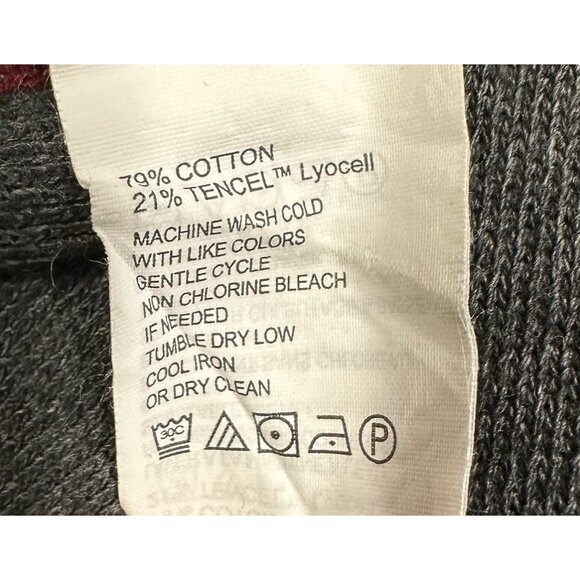 79% COTTON
21% TENCEL™ Lyocell
MACHINE WASH COLD
WITH LIKE COLORS
GENTLE CYCLE
NON CHLORINE BLEACH
IF NEEDED
TUMBLE DRY LOW
COOL IRON
OR DRY CLEAN
30C P